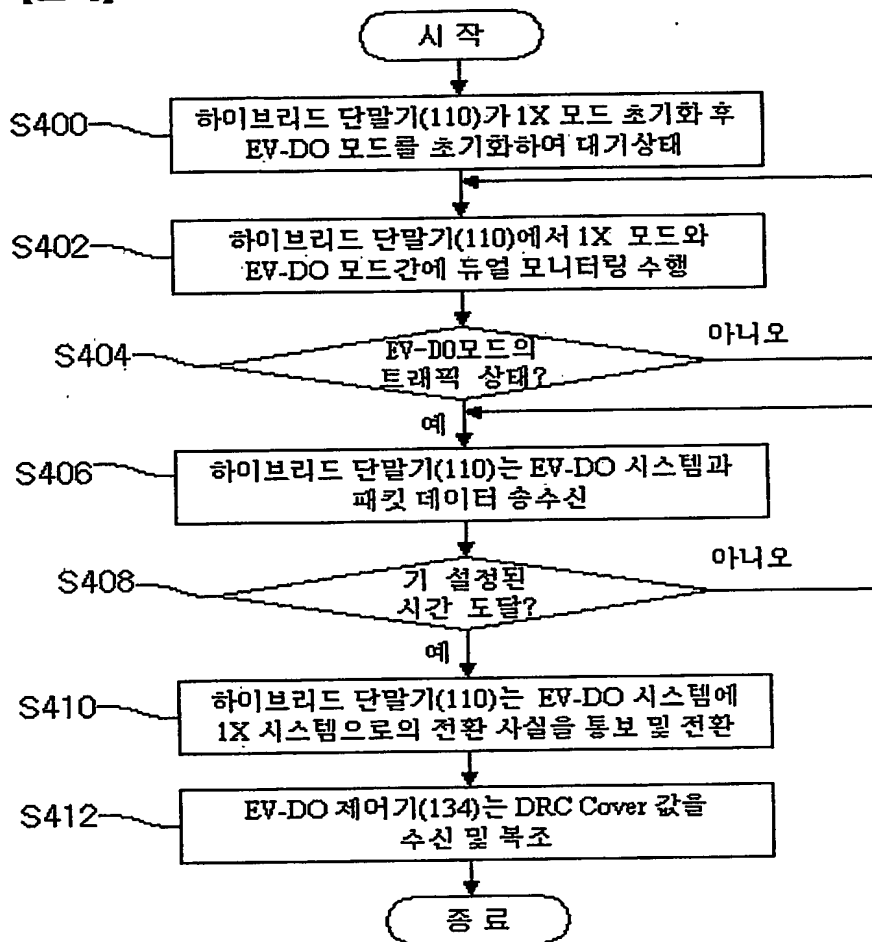 시 작
S400
하이브리드 단말기(110)가 1X 모드 초기화 후
EV-DO 모드를 초기화하여 대기상태
S402
하이브리드 단말기(110)에서 1X 모드와
EV-DO 모드간에 듀얼 모니터링 수행
S404
EV-DO모드의
트래픽 상태?
아니오
예
S406
하이브리드 단말기(110)는 EV-DO 시스템과
패킷 데이터 송수신
S408
기 설정된
시간 도달?
아니오
예
S410
하이브리드 단말기(110)는 EV-DO 시스템에
1X 시스템으로의 전환 사실을 통보 및 전환
S412
EV-DO 제어기(134)는 DRC Cover 값을
수신 및 복조
종 료